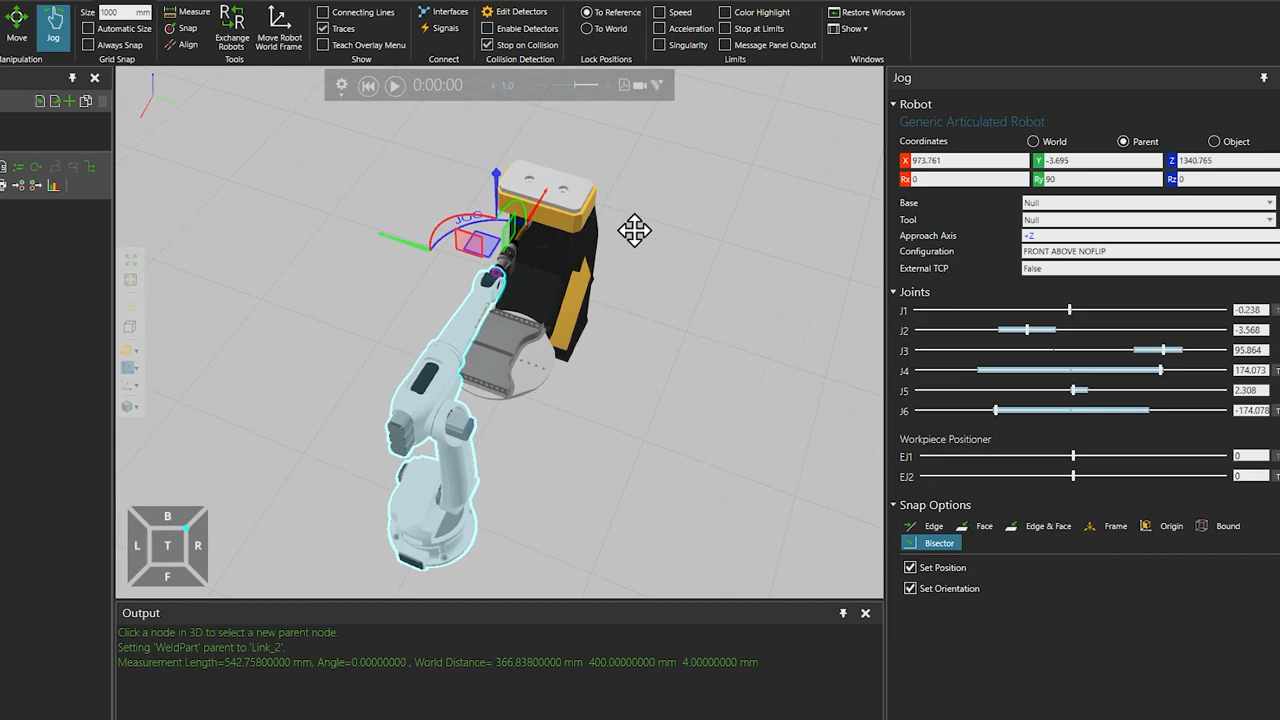 Size 1000 mm
Measure
Connecting Lines
Interfaces
Edit Detectors
To Reference
Speed
Color Highlight
Restore Windows
Automatic Size
Snap
Traces
Signals
Enable Detectors
To World
Acceleration
Stop at Limits
Show
Move
Jog
Exchange Robots
Move Robot World Frame
Always Snap
Align
Teach Overlay Menu
Stop on Collision
Singularity
Message Panel Output
Grid Snap
Tools
Show
Connect
Collision Detection
Lock Positions
Limits
Windows
0:00:00
x 1.0
JOG
B
L T R
F
Output
Click a node in 3D to select a new parent node.
Setting 'WeldPart' parent to 'Link_2'.
Measurement Length=542.75800000 mm, Angle=0.00000000 , World Distance= 366.83800000 mm 400.00000000 mm 4.00000000 mm
Jog
Robot
Generic Articulated Robot
Coordinates World Parent Object
X 973.761 Y -3.695 Z 1340.765
Rx 0 Ry 90 Rz 0
Base Null
Tool Null
Approach Axis +Z
Configuration FRONT ABOVE NOFLIP
External TCP False
Joints
J1 -0.238
J2 -3.568
J3 95.864
J4 174.073
J5 2.308
J6 -174.078
Workpiece Positioner
EJ1 0
EJ2 0
Snap Options
Edge Face Edge & Face Frame Origin Bound
Bisector
Set Position
Set Orientation